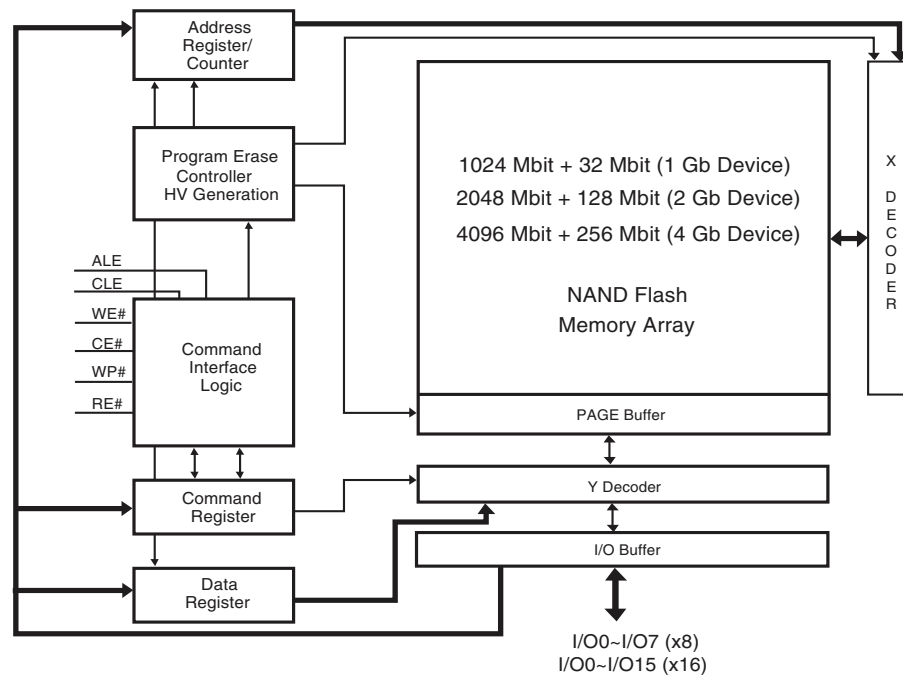 Address
Register/
Counter
Program Erase
Controller
HV Generation
1024 Mbit + 32 Mbit (1 Gb Device)
2048 Mbit + 128 Mbit (2 Gb Device)
4096 Mbit + 256 Mbit (4 Gb Device)
NAND Flash
Memory Array
X
D
E
C
O
D
E
R
ALE
CLE
WE#
CE#
WP#
RE#
Command
Interface
Logic
PAGE Buffer
Command
Register
Y Decoder
I/O Buffer
Data
Register
I/O0~I/O7 (x8)
I/O0~I/O15 (x16)